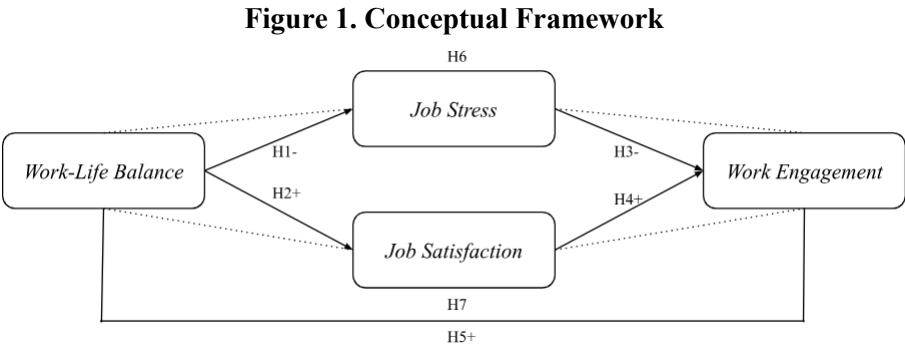 Figure 1. Conceptual Framework
H6
Job Stress
H1-
H3-
Work-Life Balance
Work Engagement
H2+
H4+
Job Satisfaction
H7
H5+